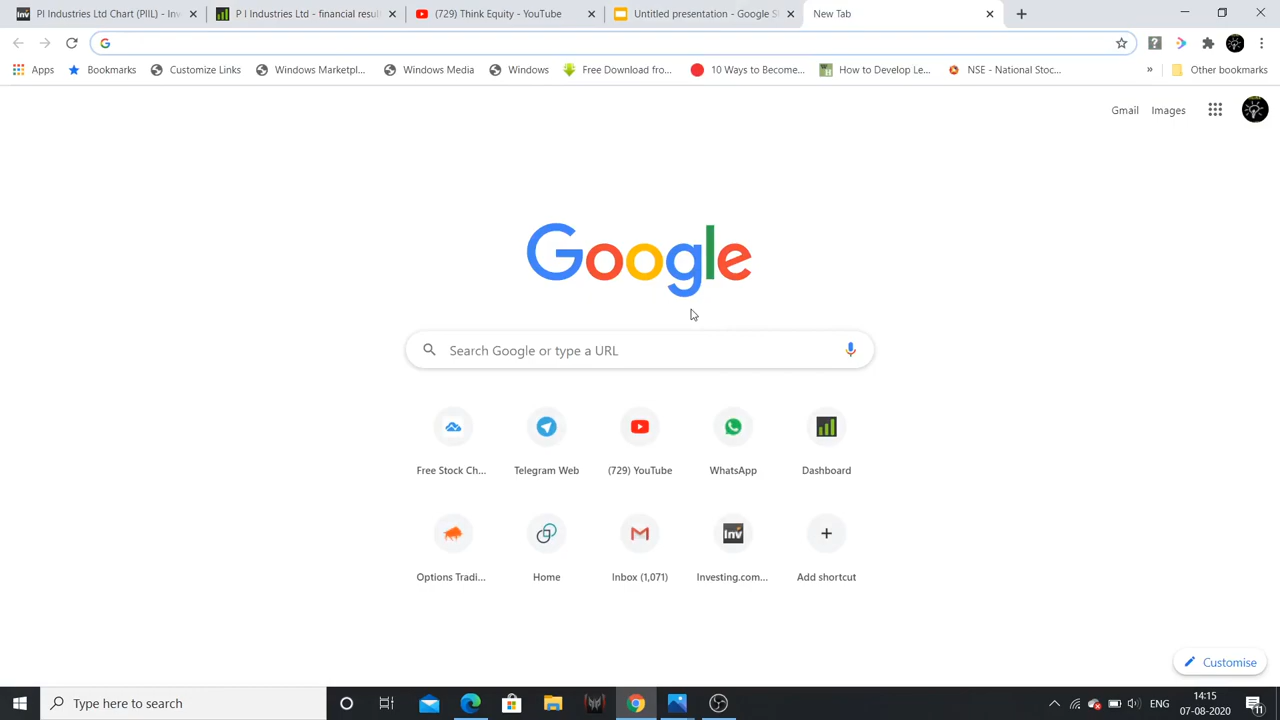 PI Industries Ltd Chart (PIIL) - Inv
P I Industries Ltd - financial resul
(729) Think Equity - YouTube
Untitled presentation - Google S
New Tab
Apps
Bookmarks
Customize Links
Windows Marketpl...
Windows Media
Windows
Free Download fro...
10 Ways to Become...
How to Develop Le...
NSE - National Stoc...
»
Other bookmarks
Gmail
Images
Google
Search Google or type a URL
Free Stock Ch...
Telegram Web
(729) YouTube
WhatsApp
Dashboard
Inv
Options Tradi...
Home
Inbox (1,071)
Investing.com...
Add shortcut
Customise
Type here to search
ENG
14:15
07-08-2020
11